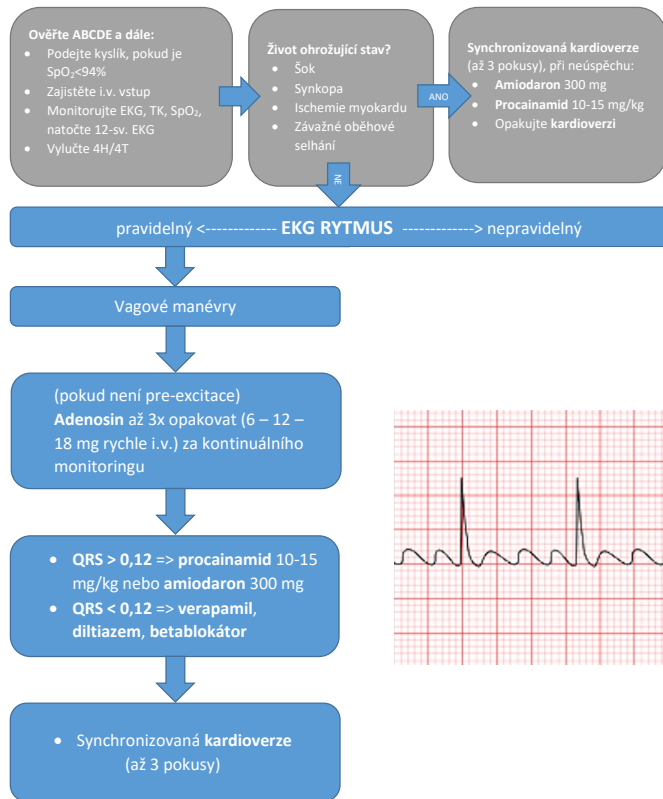 Ověřte ABCDE a dále:
• Podejte kyslík, pokud je
SpO₂<94%
• Zajistěte i.v. vstup
• Monitorujte EKG, TK, SpO₂,
natočte 12-sv. EKG
• Vylučte 4H/4T
Život ohrožující stav?
• Šok
• Synkopa
• Ischemie myokardu
• Závažné oběhové
selhání
ANO
Synchronizovaná kardioverze
(až 3 pokusy), při neúspěchu:
• Amiodaron 300 mg
• Procainamid 10-15 mg/kg
• Opakujte kardioverzi
NE
pravidelný <------------- EKG RYTMUS -------------> nepravidelný
Vagové manévry
(pokud není pre-excitace)
Adenosin až 3x opakovat (6 – 12 –
18 mg rychle i.v.) za kontinuálního
monitoringu
• QRS > 0,12 => procainamid 10-15
mg/kg nebo amiodaron 300 mg
• QRS < 0,12 => verapamil,
diltiazem, betablokátor
• Synchronizovaná kardioverze
(až 3 pokusy)